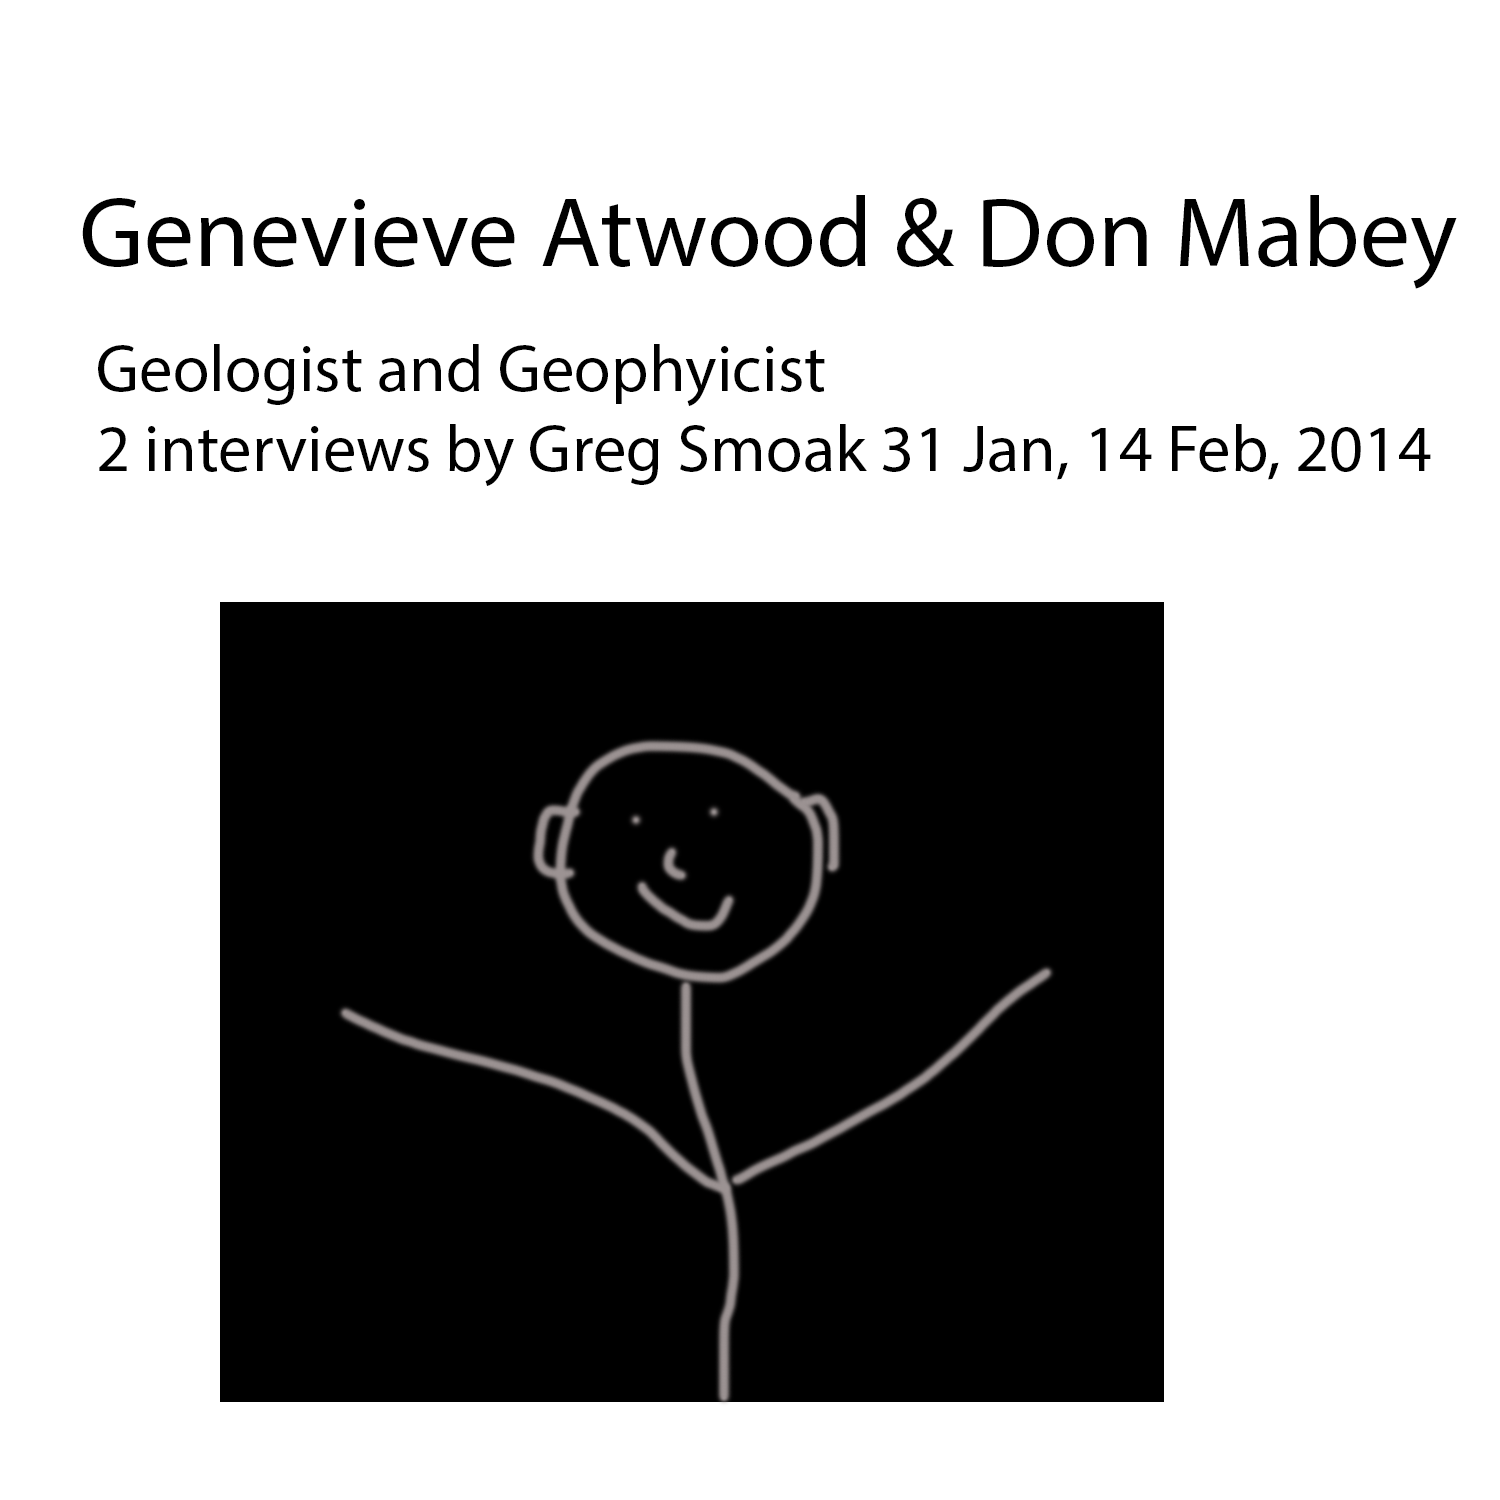 Genevieve Atwood & Don Mabey
Geologist and Geophyicist
2 interviews by Greg Smoak 31 Jan, 14 Feb, 2014